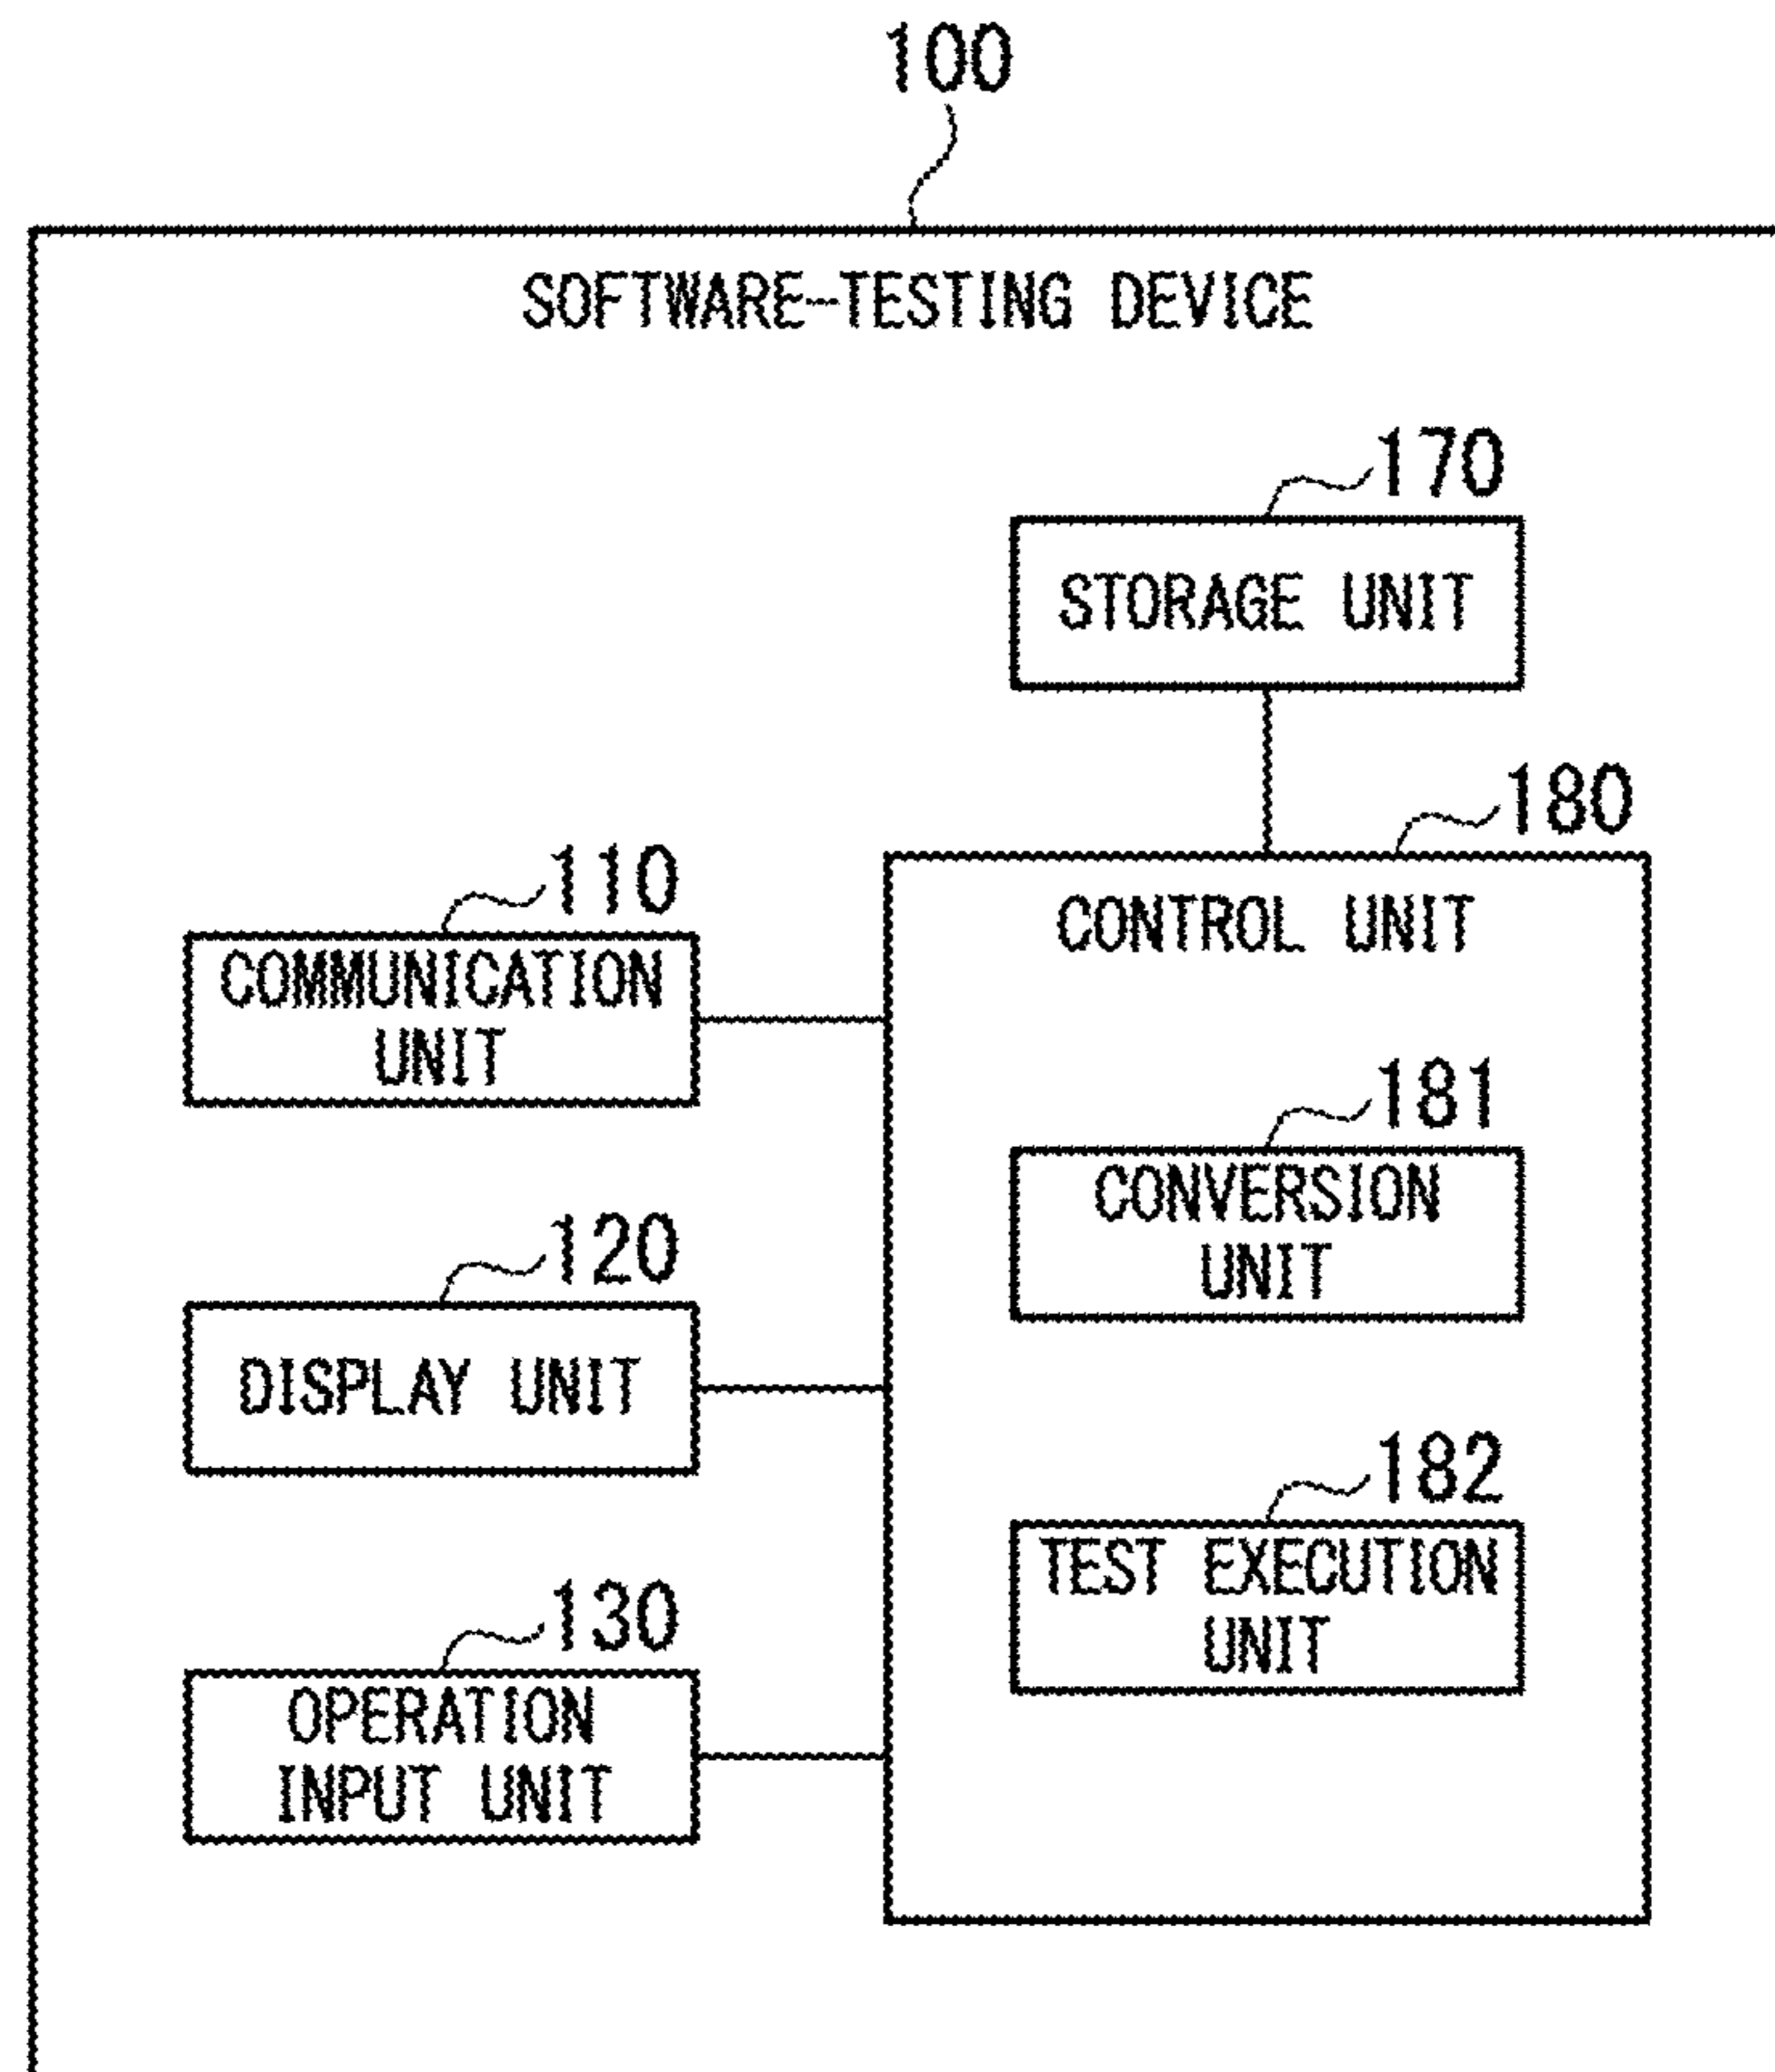 100
SOFTWARE-TESTING DEVICE
170
STORAGE UNIT
180
CONTROL UNIT
110
COMMUNICATION
UNIT
181
CONVERSION
UNIT
120
DISPLAY UNIT
182
TEST EXECUTION
UNIT
130
OPERATION
INPUT UNIT